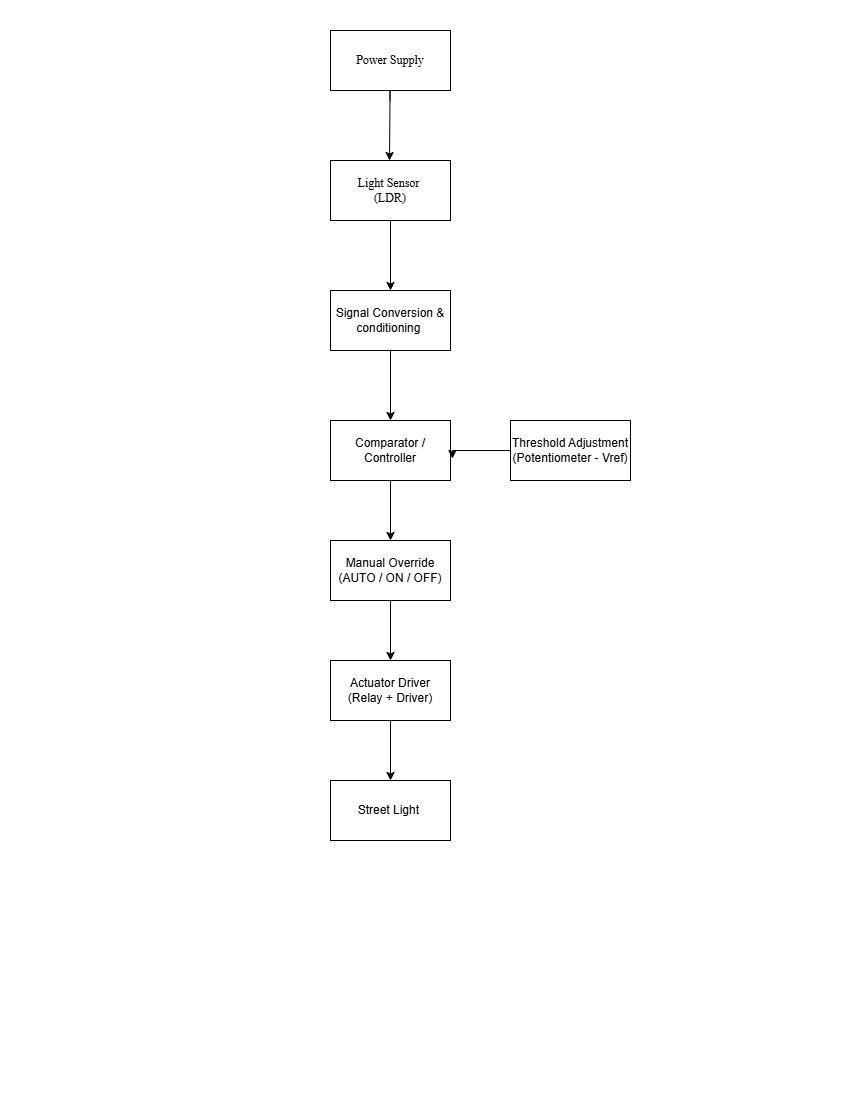 Power Supply
Light Sensor
(LDR)
Signal Conversion &
conditioning
Comparator /
Controller
Threshold Adjustment
(Potentiometer - Vref)
Manual Override
(AUTO / ON / OFF)
Actuator Driver
(Relay + Driver)
Street Light